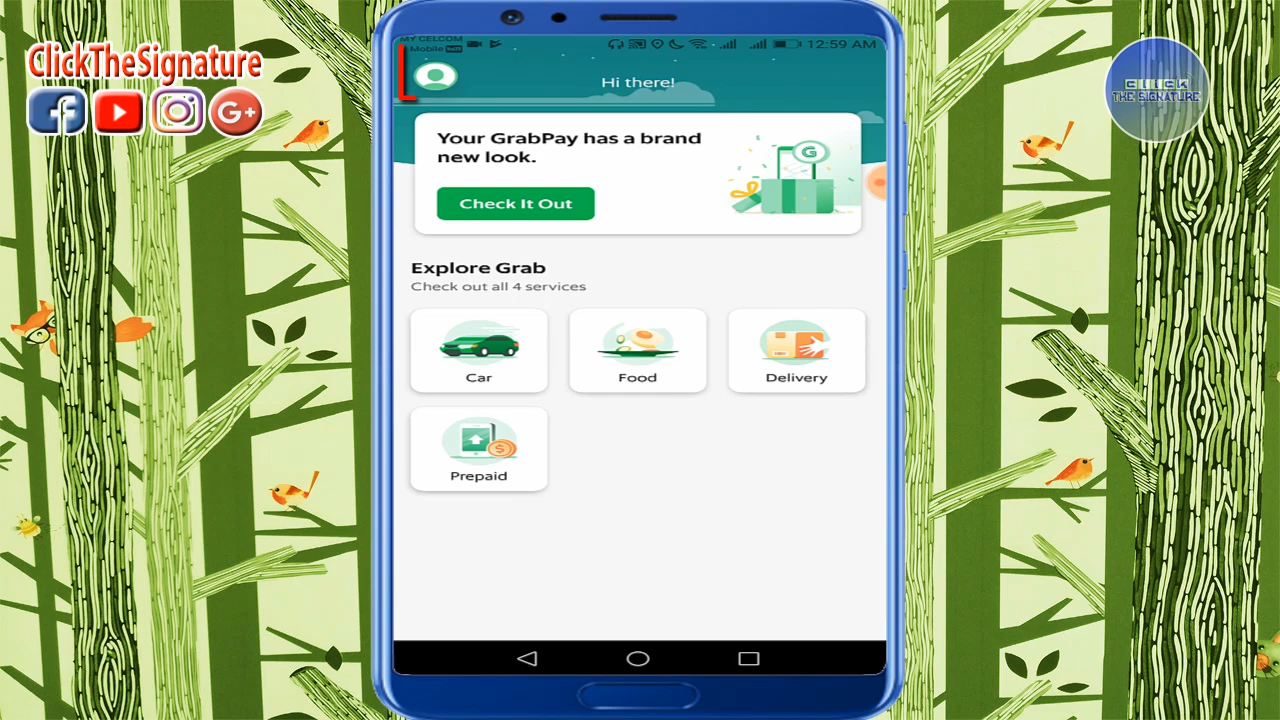 ClickTheSignature
f
G+
CLICK
THE SIGNATURE
MY CELCOM
Mobile
12:59 AM
Hi there!
Your GrabPay has a brand
new look.
G
Check It Out
Explore Grab
Check out all 4 services
Car
Food
Delivery
$
Prepaid